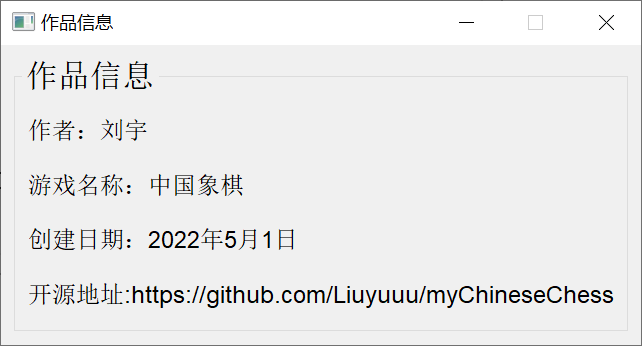 作品信息
作品信息
作者：刘宇
游戏名称：中国象棋
创建日期：2022年5月1日
开源地址:https://github.com/Liuyuuu/myChineseChess